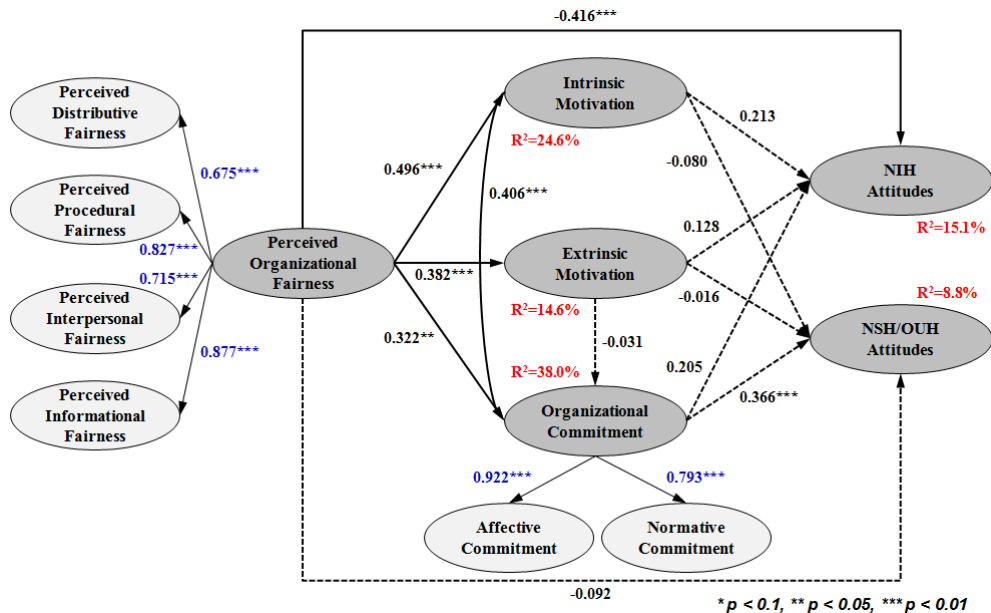 -0.416***
Perceived
Distributive
Fairness
0.675***
Perceived
Procedural
Fairness
0.827***
0.715***
Perceived
Interpersonal
Fairness
0.877***
Perceived
Informational
Fairness
Perceived
Organizational
Fairness
0.496***
0.382***
0.322**
0.406***
Intrinsic
Motivation
R²=24.6%
Extrinsic
Motivation
R²=14.6%
-0.031
R²=38.0%
Organizational
Commitment
0.922***
0.793***
Affective
Commitment
Normative
Commitment
0.213
-0.080
0.128
-0.016
0.205
0.366***
NIH
Attitudes
R²=15.1%
R²=8.8%
NSH/OUH
Attitudes
-0.092
* p < 0.1, ** p < 0.05, *** p < 0.01